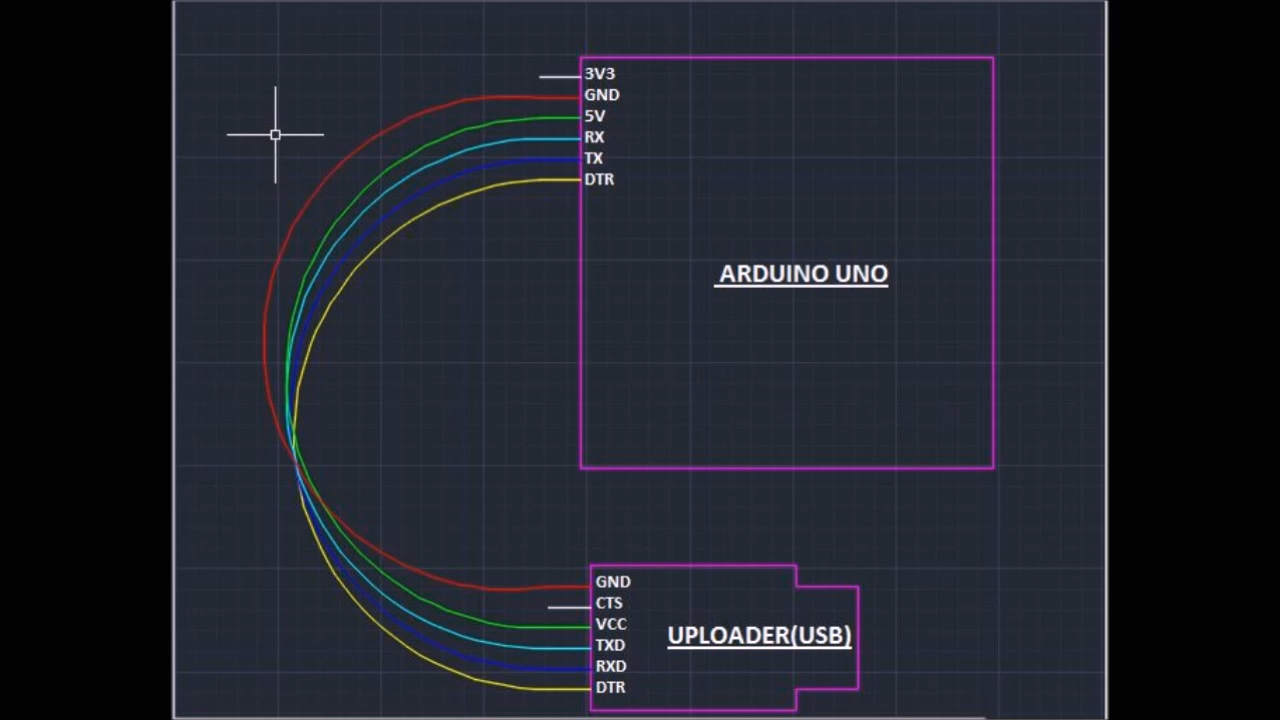 3V3
GND
5V
RX
TX
DTR
ARDUINO UNO
GND
CTS
VCC
TXD
RXD
DTR
UPLOADER(USB)